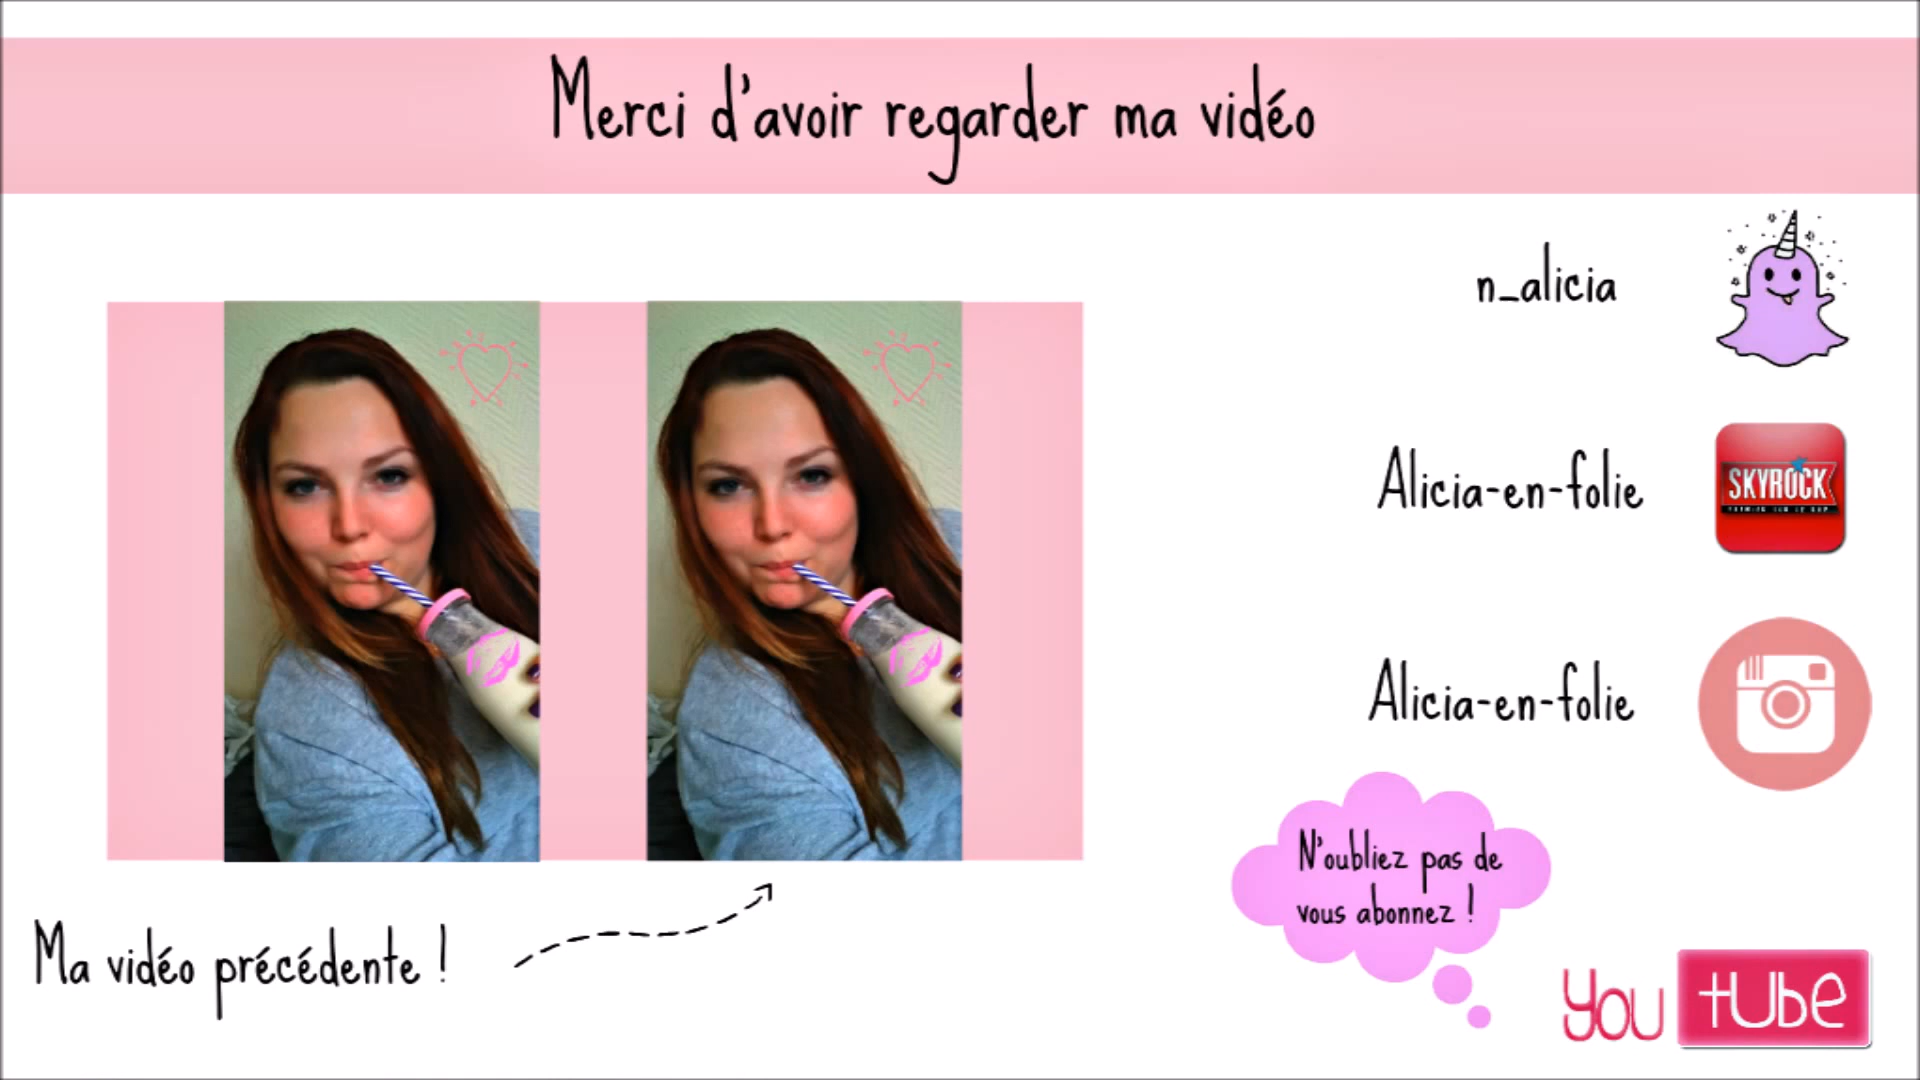 Merci d'avoir regarder ma vidéo
n_alicia
Alicia-en-folie
SKYROCK
Alicia-en-folie
N'oubliez pas de
vous abonnez !
Ma vidéo précédente !
You Tube